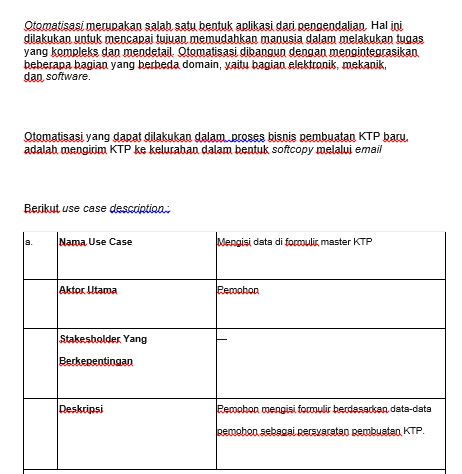 Otomatisasi merupakan salah satu bentuk aplikasi dari pengendalian. Hal ini
dilakukan untuk mencapai tujuan memudahkan manusia dalam melakukan tugas
yang kompleks dan mendetail. Otomatisasi dibangun dengan mengintegrasikan
beberapa bagian yang berbeda domain, yaitu bagian elektronik, mekanik,
dan software.
Otomatisasi yang dapat dilakukan dalam proses bisnis pembuatan KTP baru,
adalah mengirim KTP ke kelurahan dalam bentuk softcopy melalui email
Berikut use case description :
a. Nama Use Case Mengisi data di formulir master KTP
Aktor Utama Pemohon
Stakesholder Yang —
Berkepentingan
Deskripsi Pemohon mengisi formulir berdasarkan data-data
pemohon sebagai persyaratan pembuatan KTP.